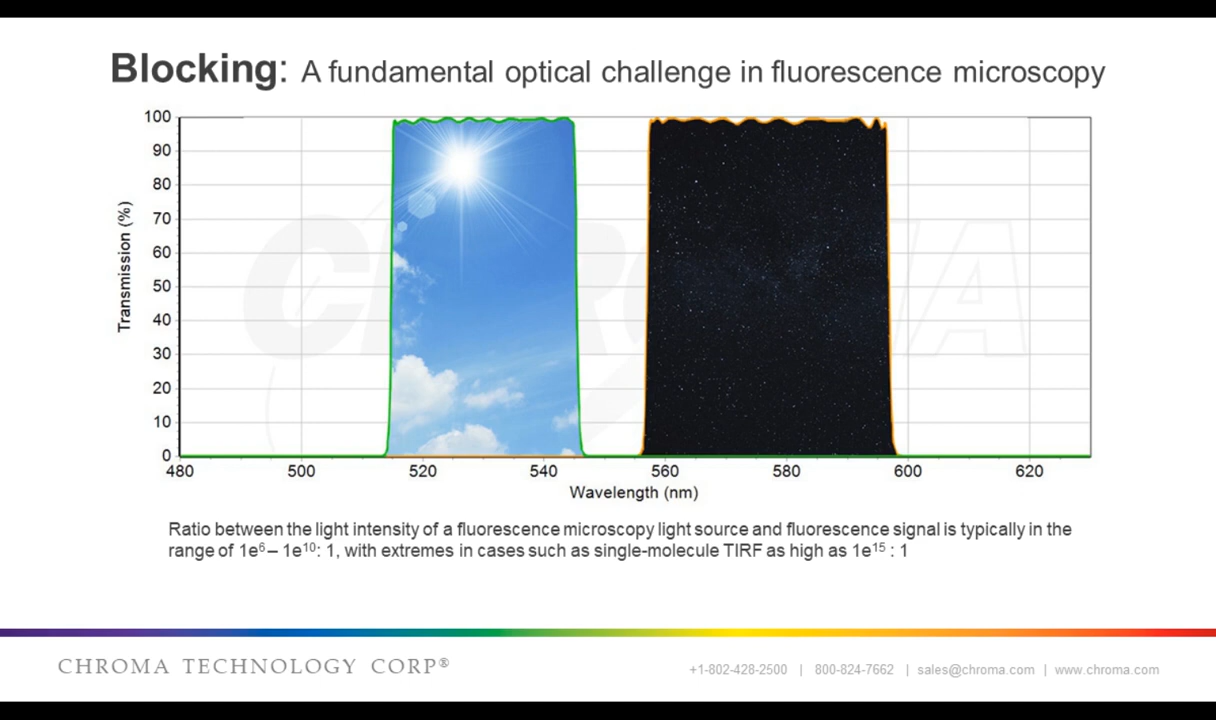 Blocking: A fundamental optical challenge in fluorescence microscopy
100
90
80
70
60
50
40
30
20
10
0
Transmission (%)
CHROMA
480 500 520 540 560 580 600 620
Wavelength (nm)
Ratio between the light intensity of a fluorescence microscopy light source and fluorescence signal is typically in the
range of 1e⁶ – 1e¹⁰: 1, with extremes in cases such as single-molecule TIRF as high as 1e¹⁵ : 1
CHROMA TECHNOLOGY CORP®
+1-802-428-2500 | 800-824-7662 | sales@chroma.com | www.chroma.com